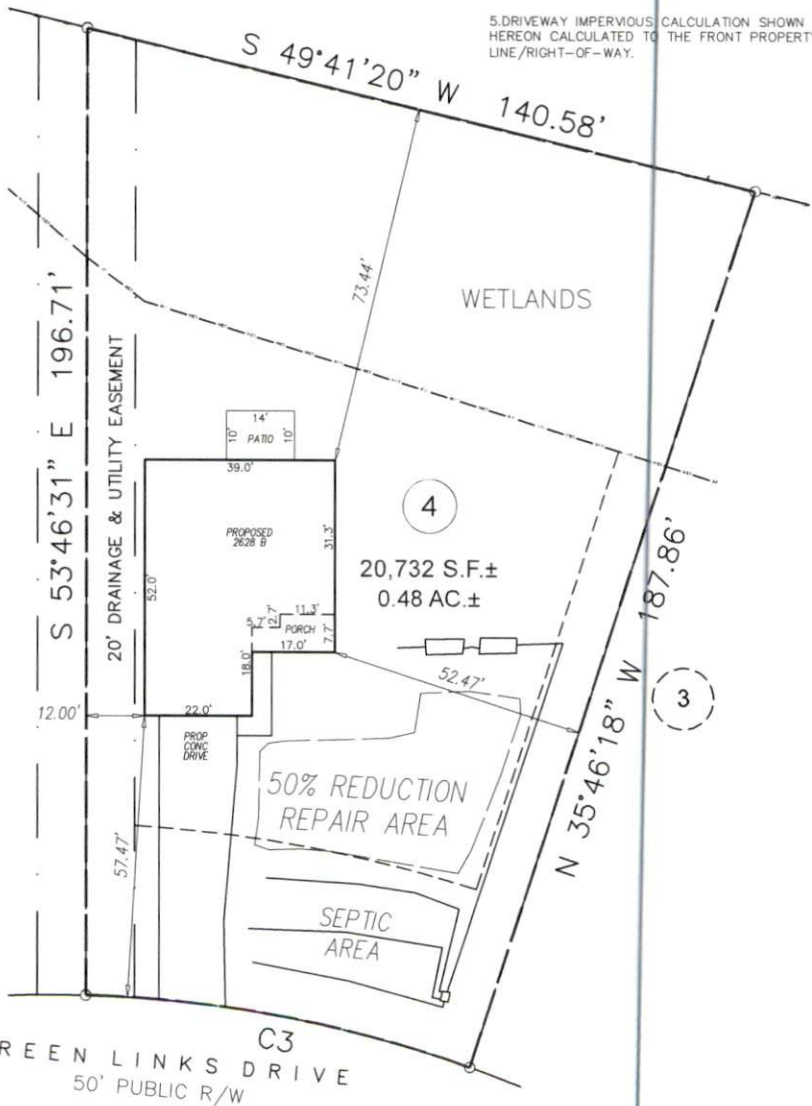 5.DRIVEWAY IMPERVIOUS CALCULATION SHOWN
HEREON CALCULATED TO THE FRONT PROPERTY
LINE/RIGHT-OF-WAY.
S 49°41'20" W 140.58'
73.44'
WETLANDS
S 53°46'31" E 196.71'
20' DRAINAGE & UTILITY EASEMENT
14'
10'
PATIO
10'
39.0'
PROPOSED
2628 B
52.0'
31.3'
4
20,732 S.F.±
0.48 AC.±
5.7'
2.7'
11.3'
PORCH
7.7'
17.0'
18.0'
52.47'
N 35°46'18" W 187.86'
3
12.00'
22.0'
PROP
CONC
DRIVE
57.47'
50% REDUCTION
REPAIR AREA
SEPTIC
AREA
C3
REEN LINKS DRIVE
50' PUBLIC R/W